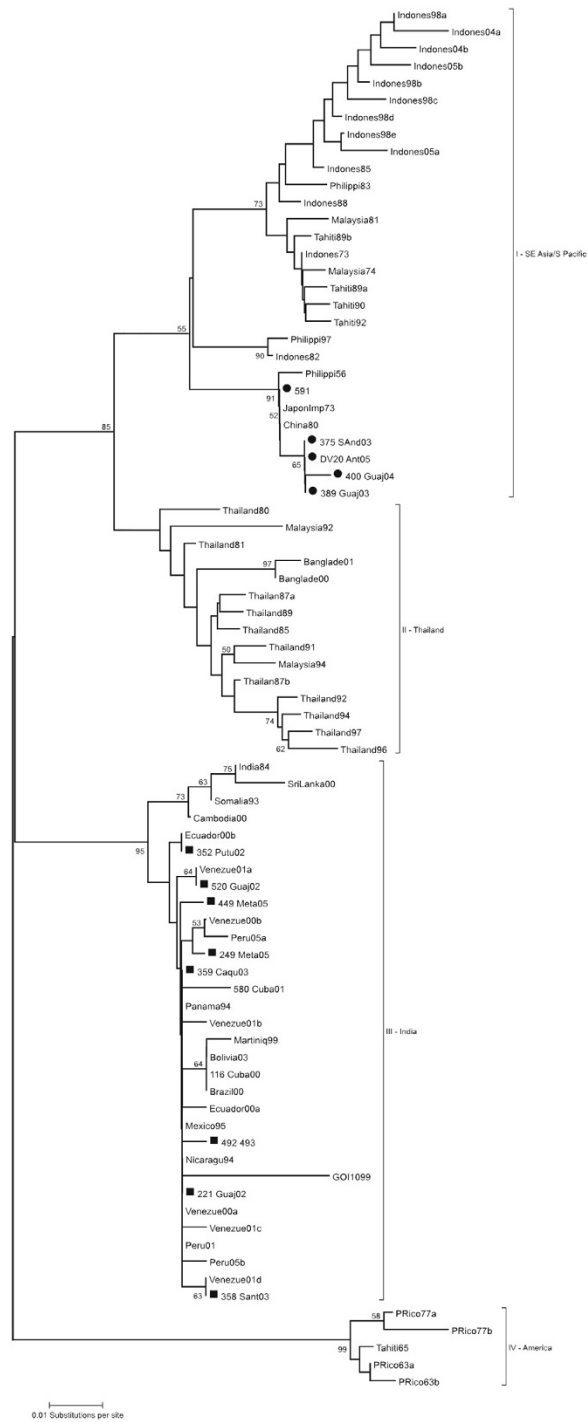 Indones98a
Indones04a
Indones04b
Indones05b
Indones98b
Indones98c
Indones98d
Indones98e
Indones05a
Indones85
Philippi83
73
Indones88
Malaysia81
Tahiti89b
Indones73
I - SE Asia/S Pacific
Malaysia74
Tahiti89a
Tahiti90
Tahiti92
55
Philippi97
90
Indones82
Philippi56
591
91
JaponImp73
52
China80
85
375 SAnd03
DV20 Ant05
65
400 Guaj04
389 Guaj03
Thailand80
Malaysia92
Thailand81
97
Banglade01
Banglade00
Thailan87a
Thailand89
Thailand85
II - Thailand
50
Thailand91
Malaysia94
Thailan87b
Thailand92
74
Thailand94
Thailand97
62
Thailand96
75
India84
63
SriLanka00
73
Somalia93
Cambodia00
Ecuador00b
95
352 Putu02
Venezue01a
64
520 Guaj02
449 Meta05
53
Venezue00b
Peru05a
249 Meta05
359 Caqu03
580 Cuba01
Panama94
Venezue01b
III - India
Martiniq99
Bolivia03
64
116 Cuba00
Brazil00
Ecuador00a
Mexico95
492 493
Nicaragu94
GOI1099
221 Guaj02
Venezue00a
Venezue01c
Peru01
Peru05b
Venezue01d
63
358 Sant03
58
PRico77a
PRico77b
IV - America
Tahiti65
99
PRico63a
PRico63b
0.01 Substitutions per site